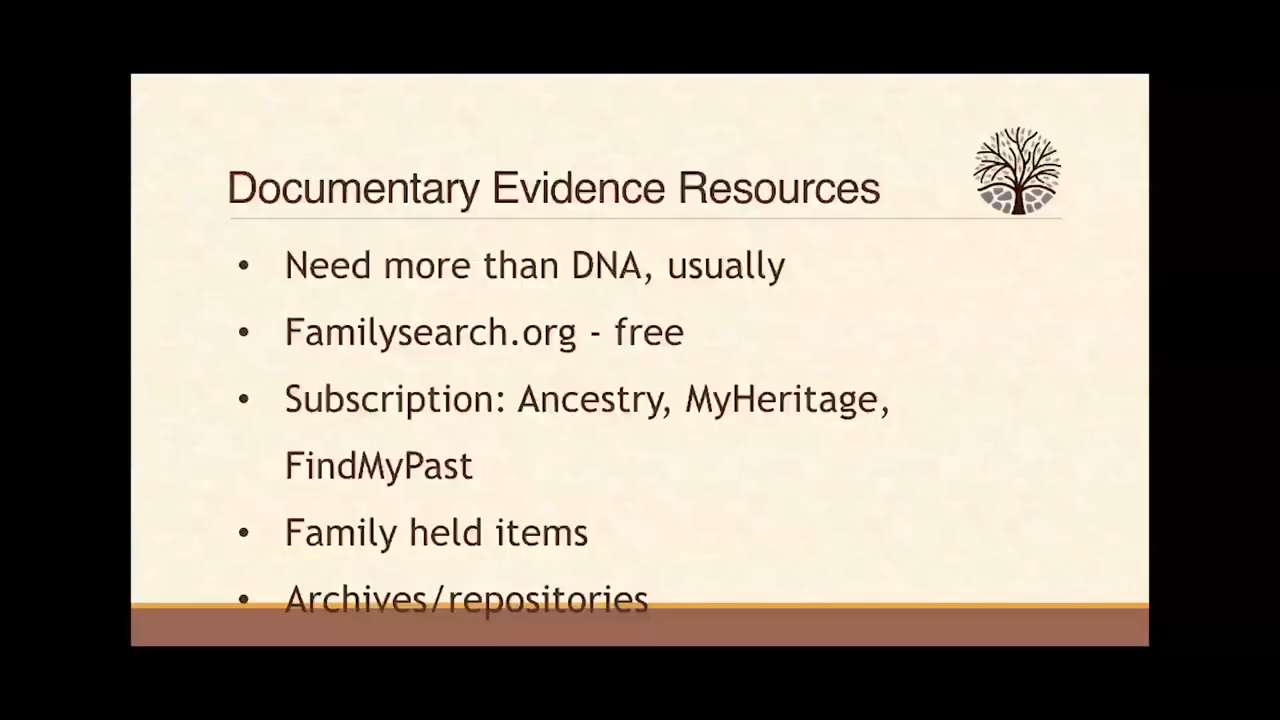 Documentary Evidence Resources
• Need more than DNA, usually
• Familysearch.org - free
• Subscription: Ancestry, MyHeritage,
FindMyPast
• Family held items
• Archives/repositories